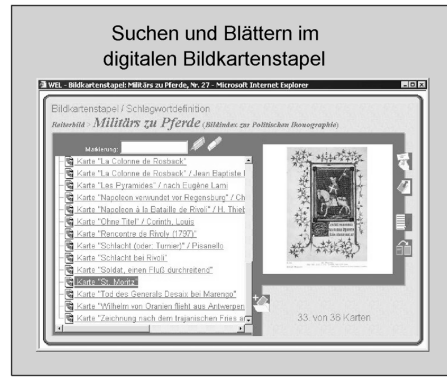 Suchen und Blättern im
digitalen Bildkartenstapel
WEL - Bildkartenstapel: Militärs zu Pferde, Nr. 27 - Microsoft Internet Explorer
Bildkartenstapel / Schlagwortdefinition
Reiterbild > Militärs zu Pferde (Bildindex zur Politischen Ikonographie)
Markierung:
Karte "La Colonne de Rosback"
Karte "La Colonne de Rosback" / Jean Baptiste
Karte "Les Pyramides" / nach Eugène Lami
Karte "Napoleon verwundet vor Regensburg" / Ch
Karte "Napoléon à la Bataille de Rivoli" / H. Thieb
Karte "Ohne Titel" / Corinth, Louis
Karte "Rencontre de Rivoly (1797)"
Karte "Schlacht (oder: Turnier)" / Pisanello
Karte "Schlacht bei Rivoli"
Karte "Soldat, einen Fluß durchreitend"
Karte "St. Moritz"
Karte "Tod des Generals Desaix bei Marengo"
Karte "Wilhelm von Oranien flieht aus Antwerpen
Karte "Zeichnung nach dem trajanischen Fries a
33. von 36 Karten